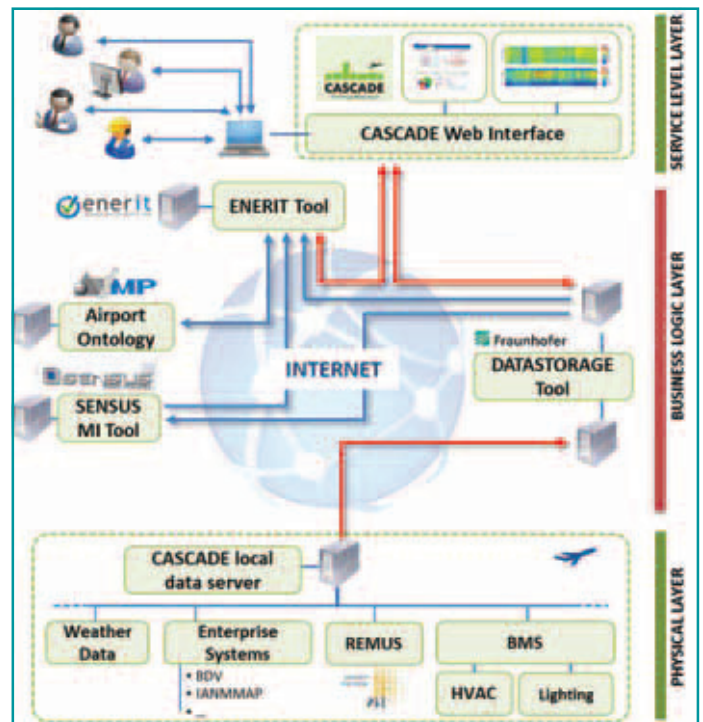 SERVICE LEVEL LAYER
CASCADE
CASCADE Web Interface
BUSINESS LOGIC LAYER
enerit
ENERIT Tool
MP
Airport
Ontology
INTERNET
Fraunhofer
DATASTORAGE
Tool
SENSUS
SENSUS
MI Tool
PHYSICAL LAYER
CASCADE local
data server
Weather
Data
Enterprise
Systems
• BDV
• IANMMAP
• ...
REMUS
BMS
HVAC
Lighting